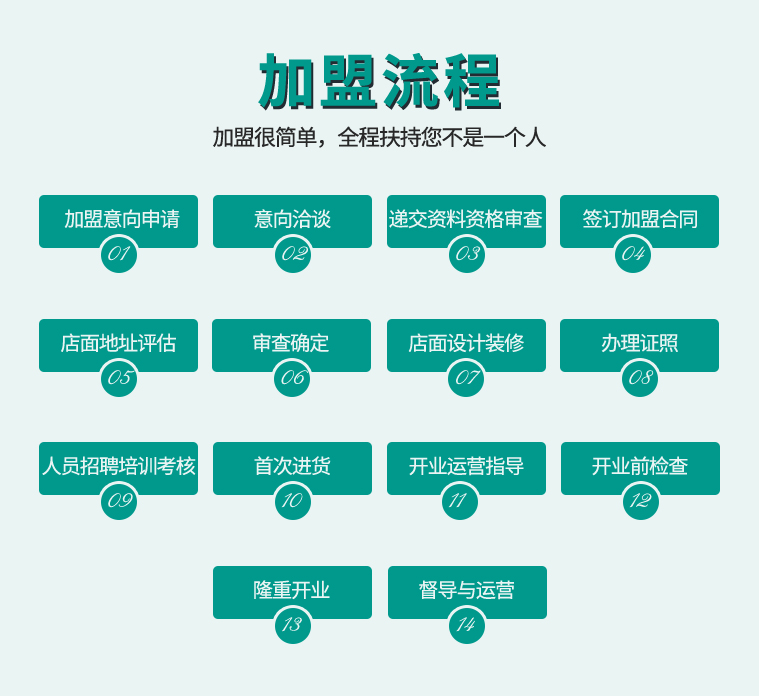 加盟流程
加盟很简单，全程扶持您不是一个人
加盟意向申请
01
意向洽谈
02
递交资料资格审查
03
签订加盟合同
04
店面地址评估
05
审查确定
06
店面设计装修
07
办理证照
08
人员招聘培训考核
09
首次进货
10
开业运营指导
11
开业前检查
12
隆重开业
13
督导与运营
14